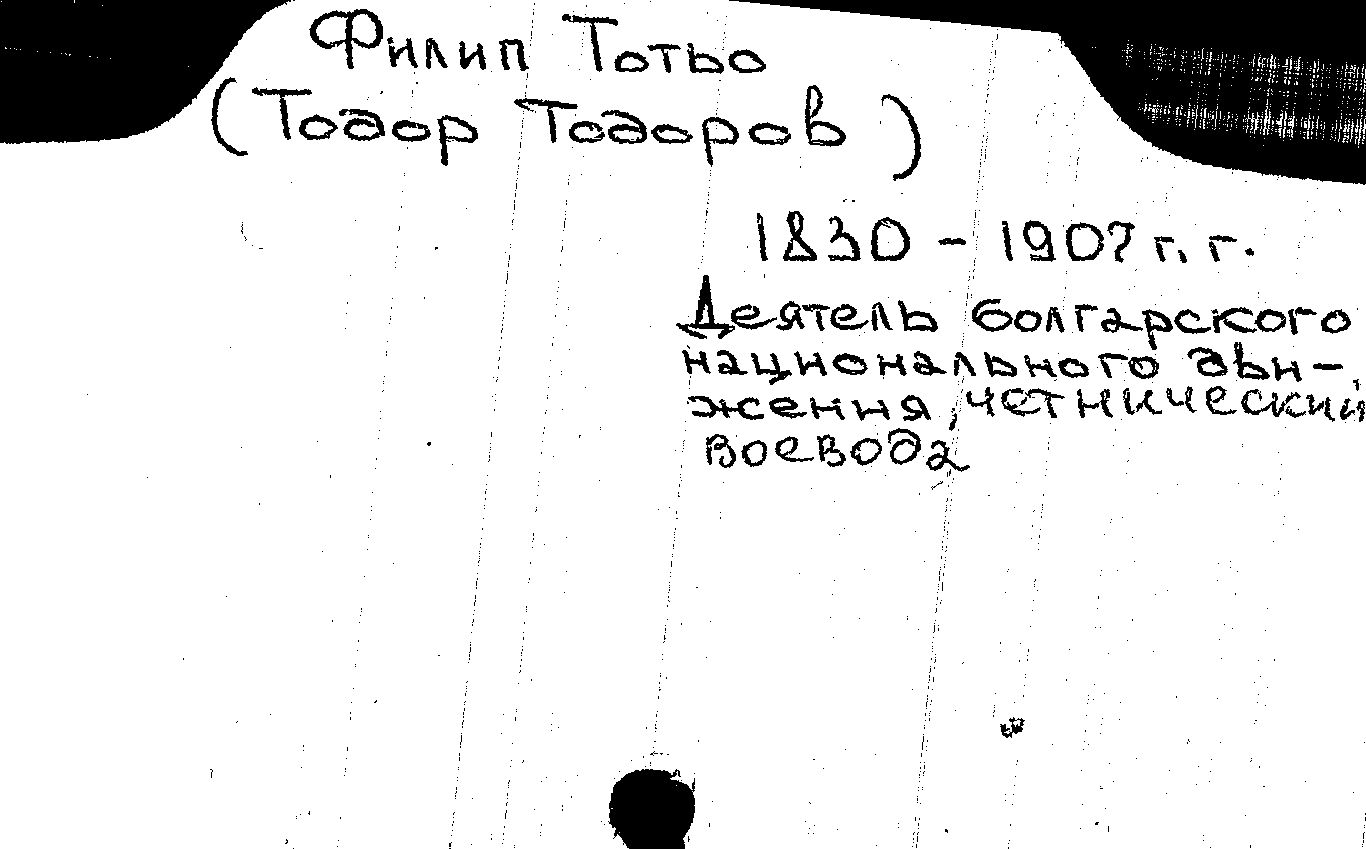 Филип Тотьо
(Тодор Тодоров)
1830 - 1907 г. г.
Деятель болгарского
национального дви-
жения, четнический
воевода